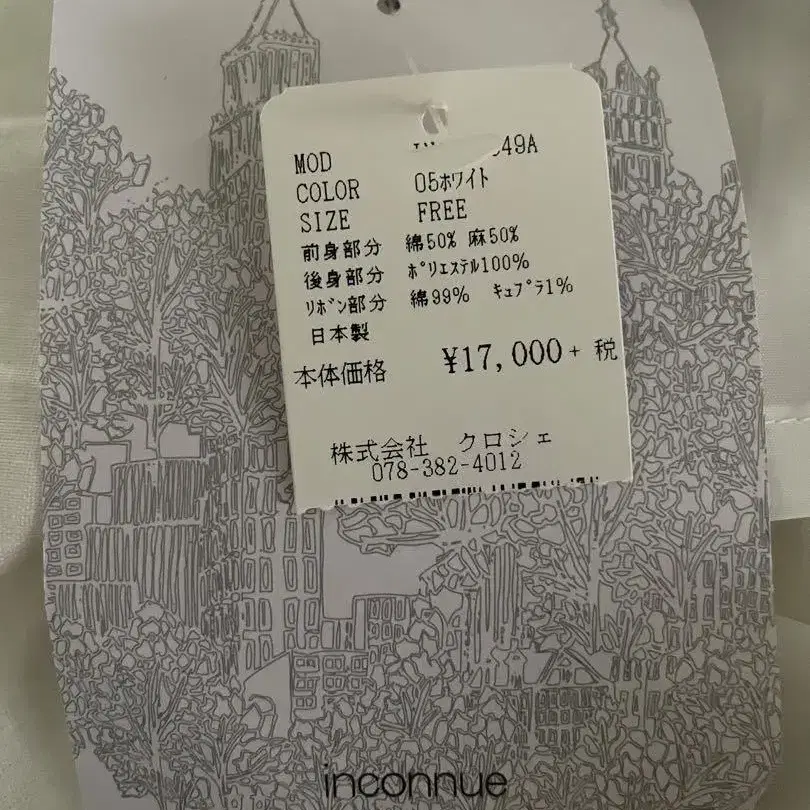 MOD 49A
COLOR 05ホワイト
SIZE FREE
前身部分 綿50% 麻50%
後身部分 ポリエステル100%
リボン部分 綿99% キュプラ1%
日本製
本体価格 ¥17,000+ 税
株式会社 クロシェ
078-382-4012
inconnue